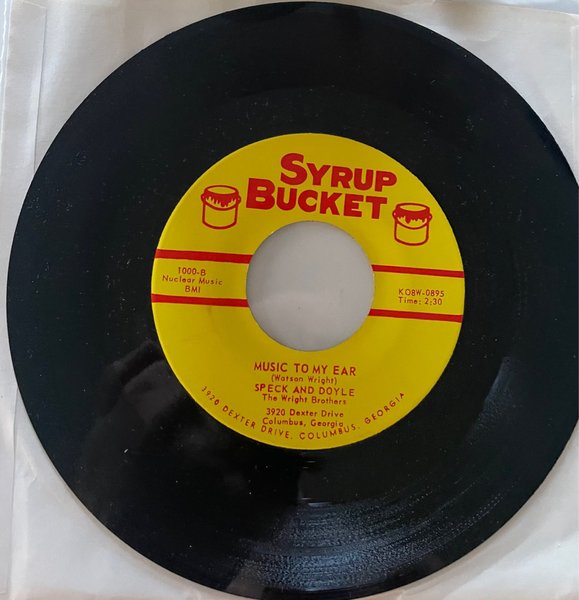 SYRUP
BUCKET
1000-B
Nuclear Music
BMI
KO8W-0895
Time: 2;30
MUSIC TO MY EAR
(Watson Wright)
SPECK AND DOYLE
The Wright Brothers
3920 Dexter Drive
Columbus, Georgia
3920 DEXTER DRIVE, COLUMBUS, GEORGIA